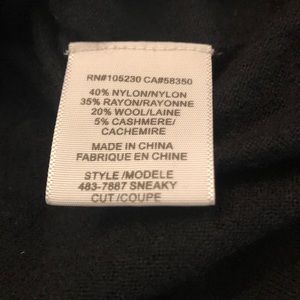 RN#105230 CA#58350
40% NYLON/NYLON
35% RAYON/RAYONNE
20% WOOL/LAINE
5% CASHMERE/
CACHEMIRE
MADE IN CHINA
FABRIQUE EN CHINE
STYLE /MODELE
483-7887 SNEAKY
CUT /COUPE